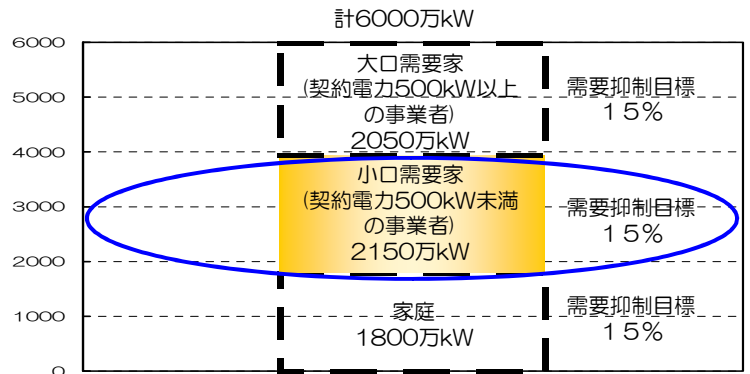 計6000万kW
6000
5000
4000
3000
2000
1000
0
大口需要家
(契約電力500kW以上
の事業者)
2050万kW
需要抑制目標
15%
小口需要家
(契約電力500kW未満
の事業者)
2150万kW
需要抑制目標
15%
家庭
1800万kW
需要抑制目標
15%